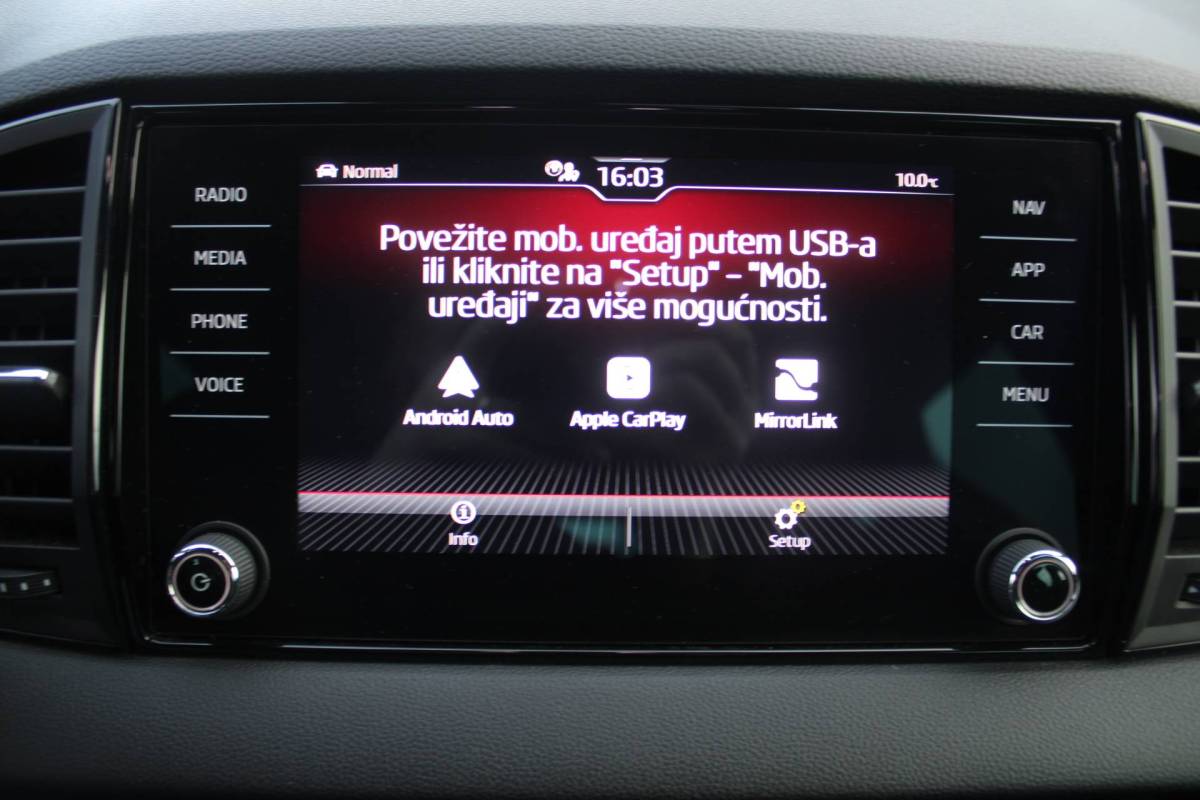 Normal
16:03
10.0°C
RADIO
MEDIA
PHONE
VOICE
Povežite mob. uređaj putem USB-a
ili kliknite na "Setup" – "Mob.
uređaji" za više mogućnosti.
Android Auto
Apple CarPlay
MirrorLink
Info
Setup
NAV
APP
CAR
MENU